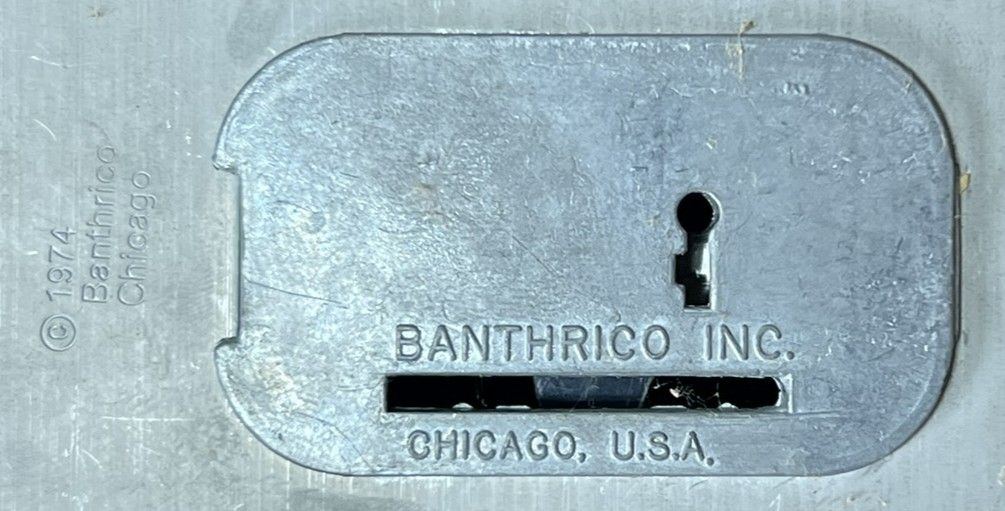 © 1974
Banthrico
Chicago
BANTHRICO INC.
CHICAGO, U.S.A.